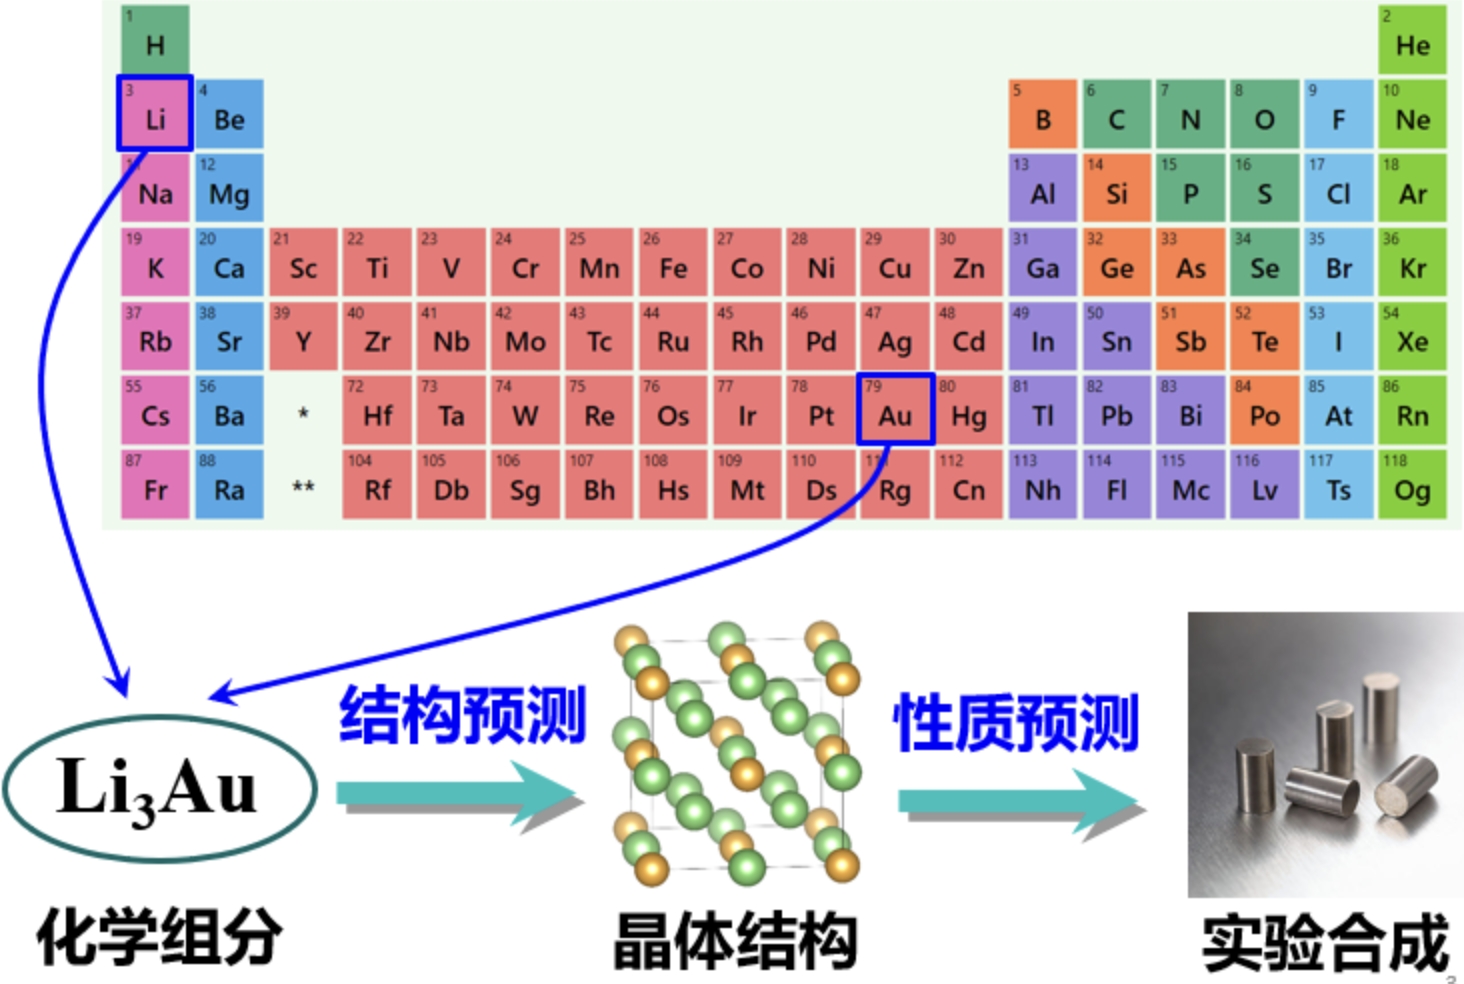 1 2
H He
3 4 5 6 7 8 9 10
Li Be B C N O F Ne
11 12 13 14 15 16 17 18
Na Mg Al Si P S Cl Ar
19 20 21 22 23 24 25 26 27 28 29 30 31 32 33 34 35 36
K Ca Sc Ti V Cr Mn Fe Co Ni Cu Zn Ga Ge As Se Br Kr
37 38 39 40 41 42 43 44 45 46 47 48 49 50 51 52 53 54
Rb Sr Y Zr Nb Mo Tc Ru Rh Pd Ag Cd In Sn Sb Te I Xe
55 56 72 73 74 75 76 77 78 79 80 81 82 83 84 85 86
Cs Ba * Hf Ta W Re Os Ir Pt Au Hg Tl Pb Bi Po At Rn
87 88 104 105 106 107 108 109 110 111 112 113 114 115 116 117 118
Fr Ra ** Rf Db Sg Bh Hs Mt Ds Rg Cn Nh Fl Mc Lv Ts Og
结构预测
性质预测
Li₃Au
化学组分
晶体结构
实验合成